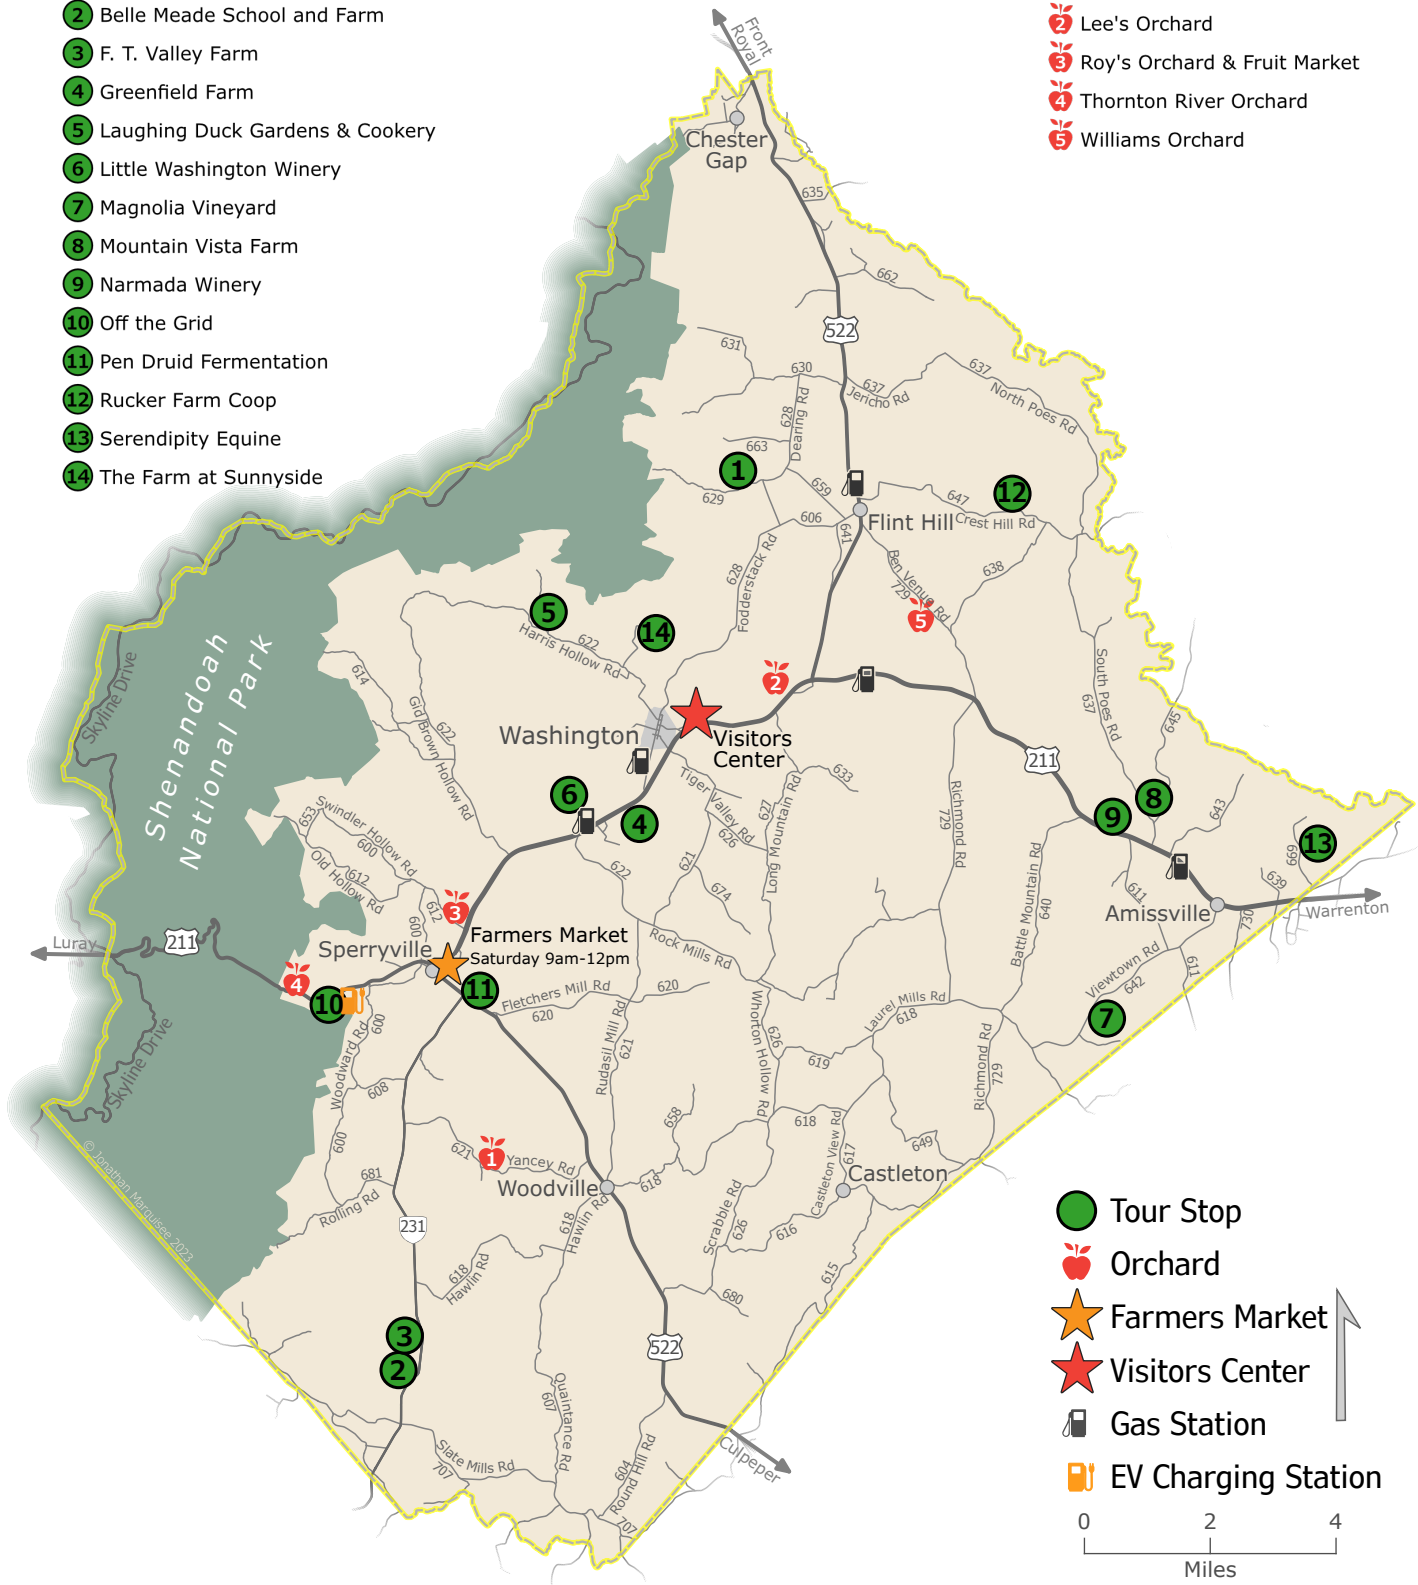 2 Belle Meade School and Farm
3 F. T. Valley Farm
4 Greenfield Farm
5 Laughing Duck Gardens & Cookery
6 Little Washington Winery
7 Magnolia Vineyard
8 Mountain Vista Farm
9 Narmada Winery
10 Off the Grid
11 Pen Druid Fermentation
12 Rucker Farm Coop
13 Serendipity Equine
14 The Farm at Sunnyside
2 Lee's Orchard
3 Roy's Orchard & Fruit Market
4 Thornton River Orchard
5 Williams Orchard
Front
Royal
Chester
Gap
635
662
522
631
630
637
Jericho Rd
637
North Poes Rd
628
Dearing Rd
663
1
629
659
647
12
Crest Hill Rd
606
641
Flint Hill
628
Fodderstack Rd
Ben Venue Rd
729
638
5
5
622
Harris Hollow Rd
14
2
Shenandoah
National Park
Skyline Drive
614
Gid Brown Hollow Rd
622
Washington
Visitors
Center
South Poes Rd
637
645
211
6
4
Tiger Valley Rd
626
627
Long Mountain Rd
633
Richmond Rd
729
8
9
643
13
669
653
Swindler Hollow Rd
600
Old Hollow Rd
612
622
621
674
612
600
3
Battle Mountain Rd
640
611
639
Amissville
730
Warrenton
Luray
211
Sperryville
Farmers Market
Saturday 9am-12pm
Rock Mills Rd
4
10
11
Fletchers Mill Rd
620
620
Viewtown Rd
642
611
7
Skyline Drive
Woodward Rd
600
608
Rudasil Mill Rd
621
Whorton Hollow Rd
626
619
Laurel Mills Rd
618
Richmond Rd
729
600
681
Rolling Rd
621
1
Yancey Rd
658
618
Woodville
618
Castleton View Rd
617
649
Castleton
231
618
Hawlin Rd
618
Hawlin Rd
Scrabble Rd
626
616
615
680
© Jonathan Marquisee 2023
3
2
522
Quaintance Rd
607
Slate Mills Rd
707
604
Round Hill Rd
707
Culpeper
Tour Stop
Orchard
Farmers Market
Visitors Center
Gas Station
EV Charging Station
0 2 4
Miles